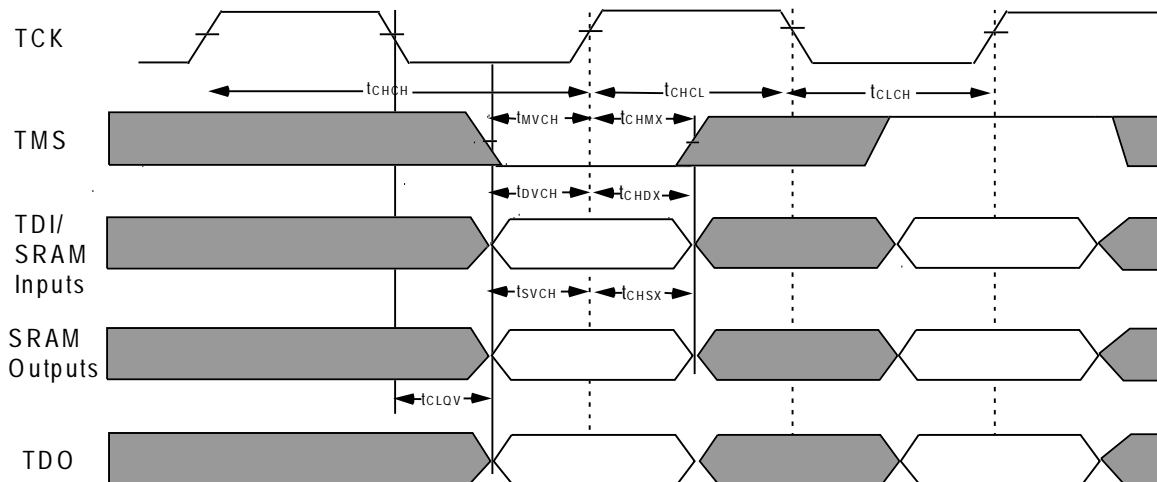 TCK
tCHCH tCHCL tCLCH
tMVCH tCHMX
TMS
tDVCH tCHDX
TDI/
SRAM
Inputs
tSVCH tCHSX
SRAM
Outputs
tCLQV
TDO